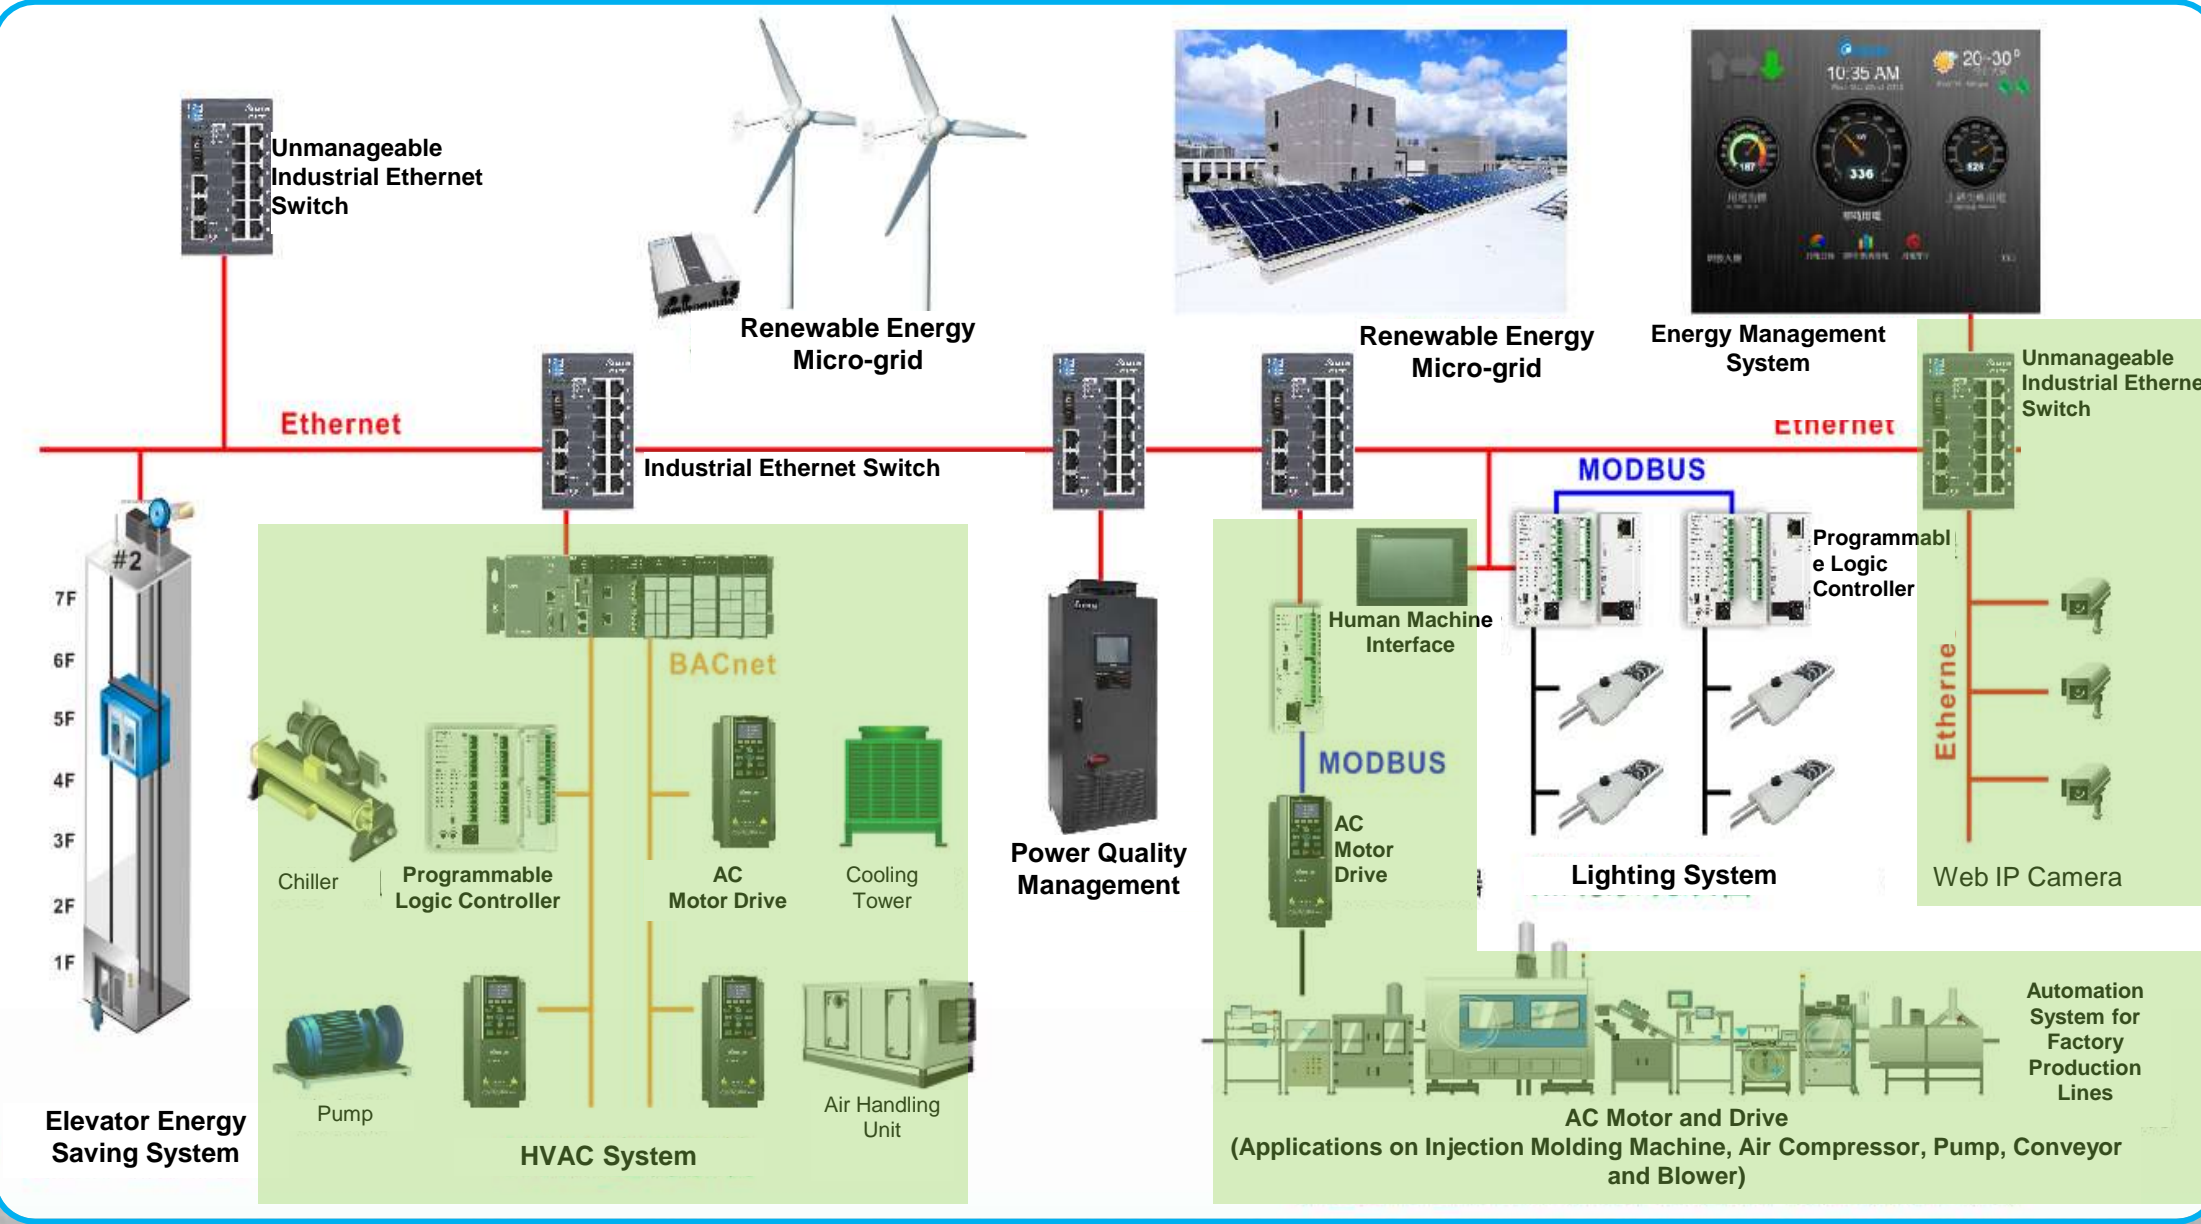 Unmanageable
Industrial Ethernet
Switch
10:35 AM
20~30°
187
336
Renewable Energy
Micro-grid
Renewable Energy
Micro-grid
Energy Management
System
Unmanageable
Industrial Etherne
Switch
Ethernet
Ethernet
Industrial Ethernet Switch
MODBUS
#2
7F
6F
5F
4F
3F
2F
1F
Programmabl
e Logic
Controller
Human Machine
Interface
BACnet
Etherne
MODBUS
AC
Motor
Drive
Power Quality
Management
Lighting System
Web IP Camera
Chiller
Programmable
Logic Controller
AC
Motor Drive
Cooling
Tower
Automation
System for
Factory
Production
Lines
Pump
Air Handling
Unit
Elevator Energy
Saving System
HVAC System
AC Motor and Drive
(Applications on Injection Molding Machine, Air Compressor, Pump, Conveyor
and Blower)